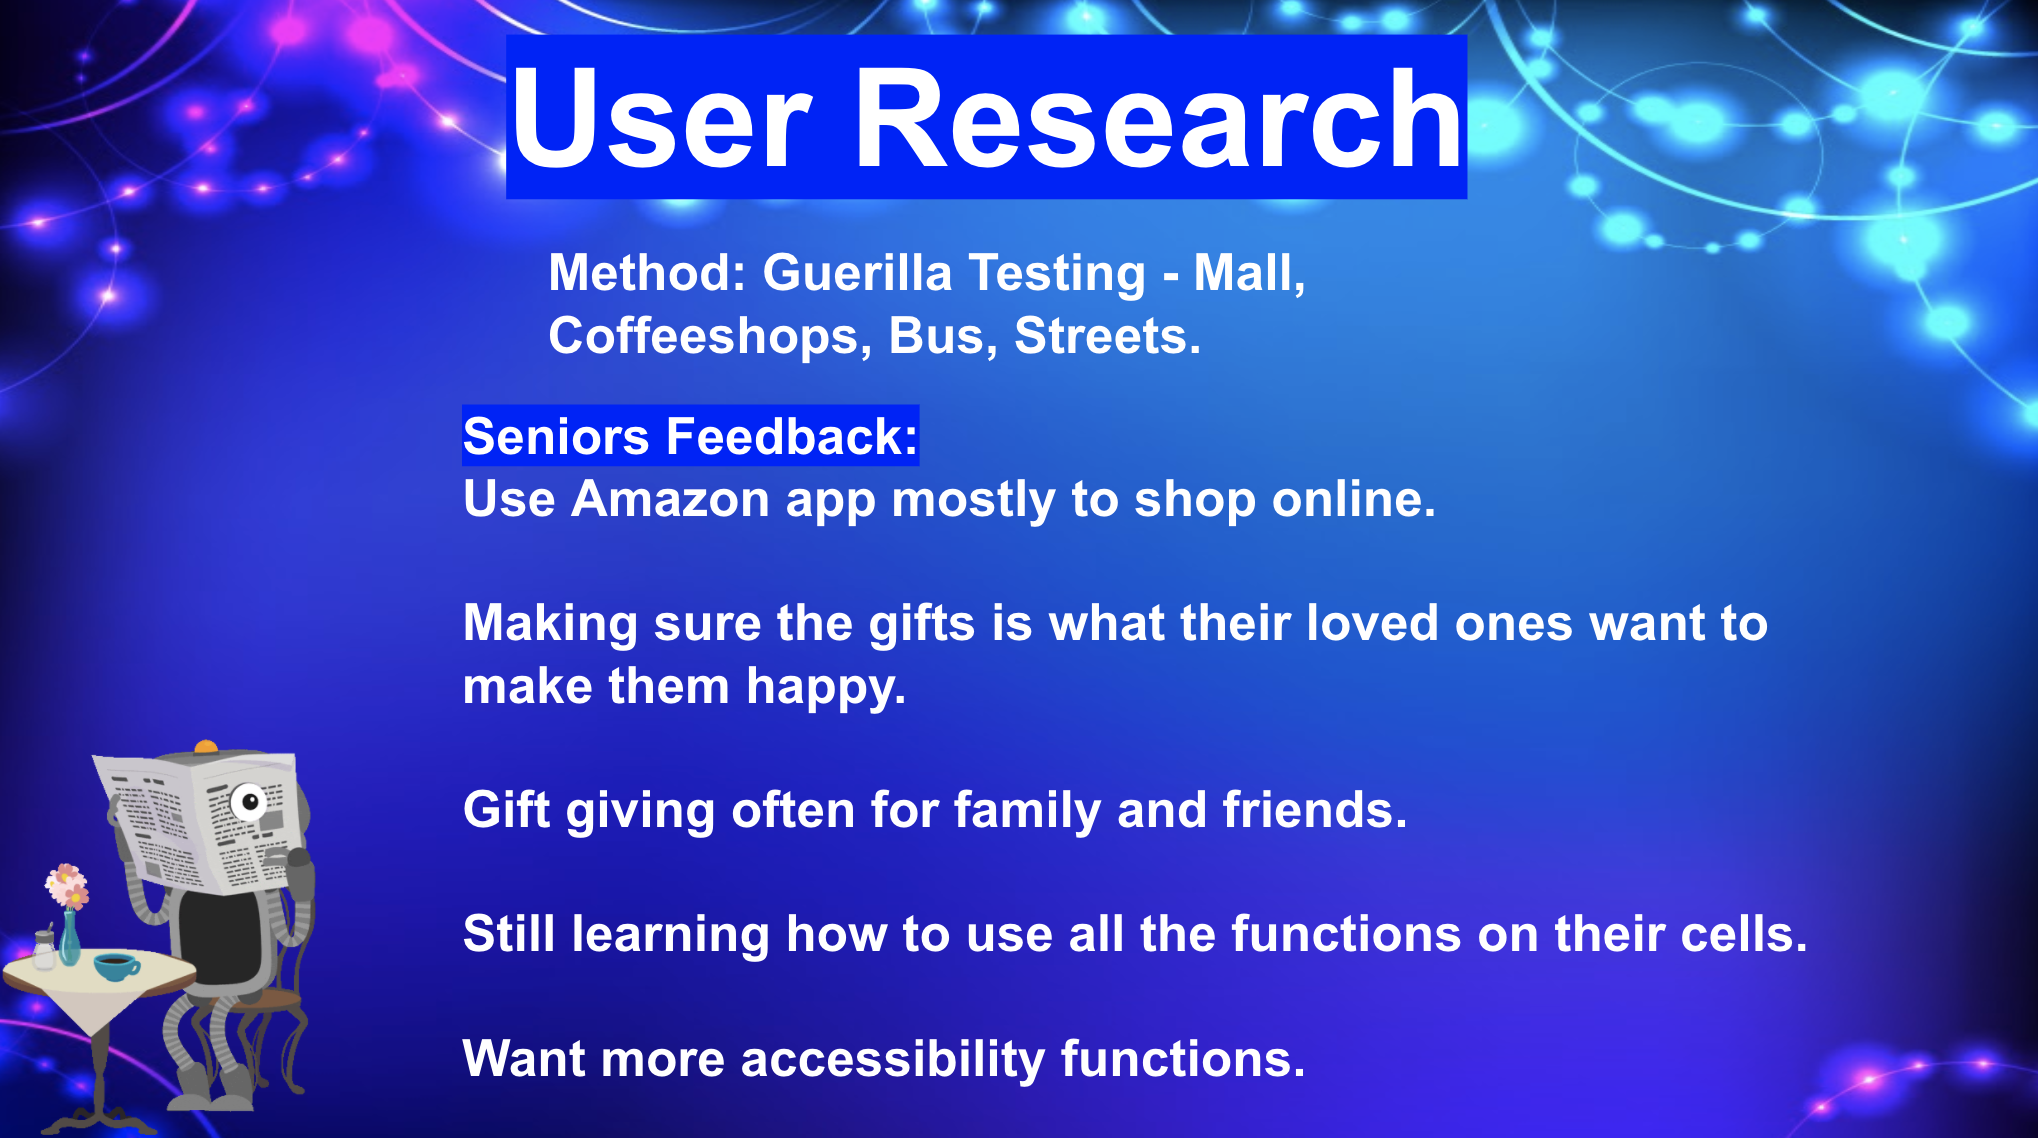 User Research
Method: Guerilla Testing - Mall,
Coffeeshops, Bus, Streets.
Seniors Feedback:
Use Amazon app mostly to shop online.
Making sure the gifts is what their loved ones want to
make them happy.
Gift giving often for family and friends.
Still learning how to use all the functions on their cells.
Want more accessibility functions.